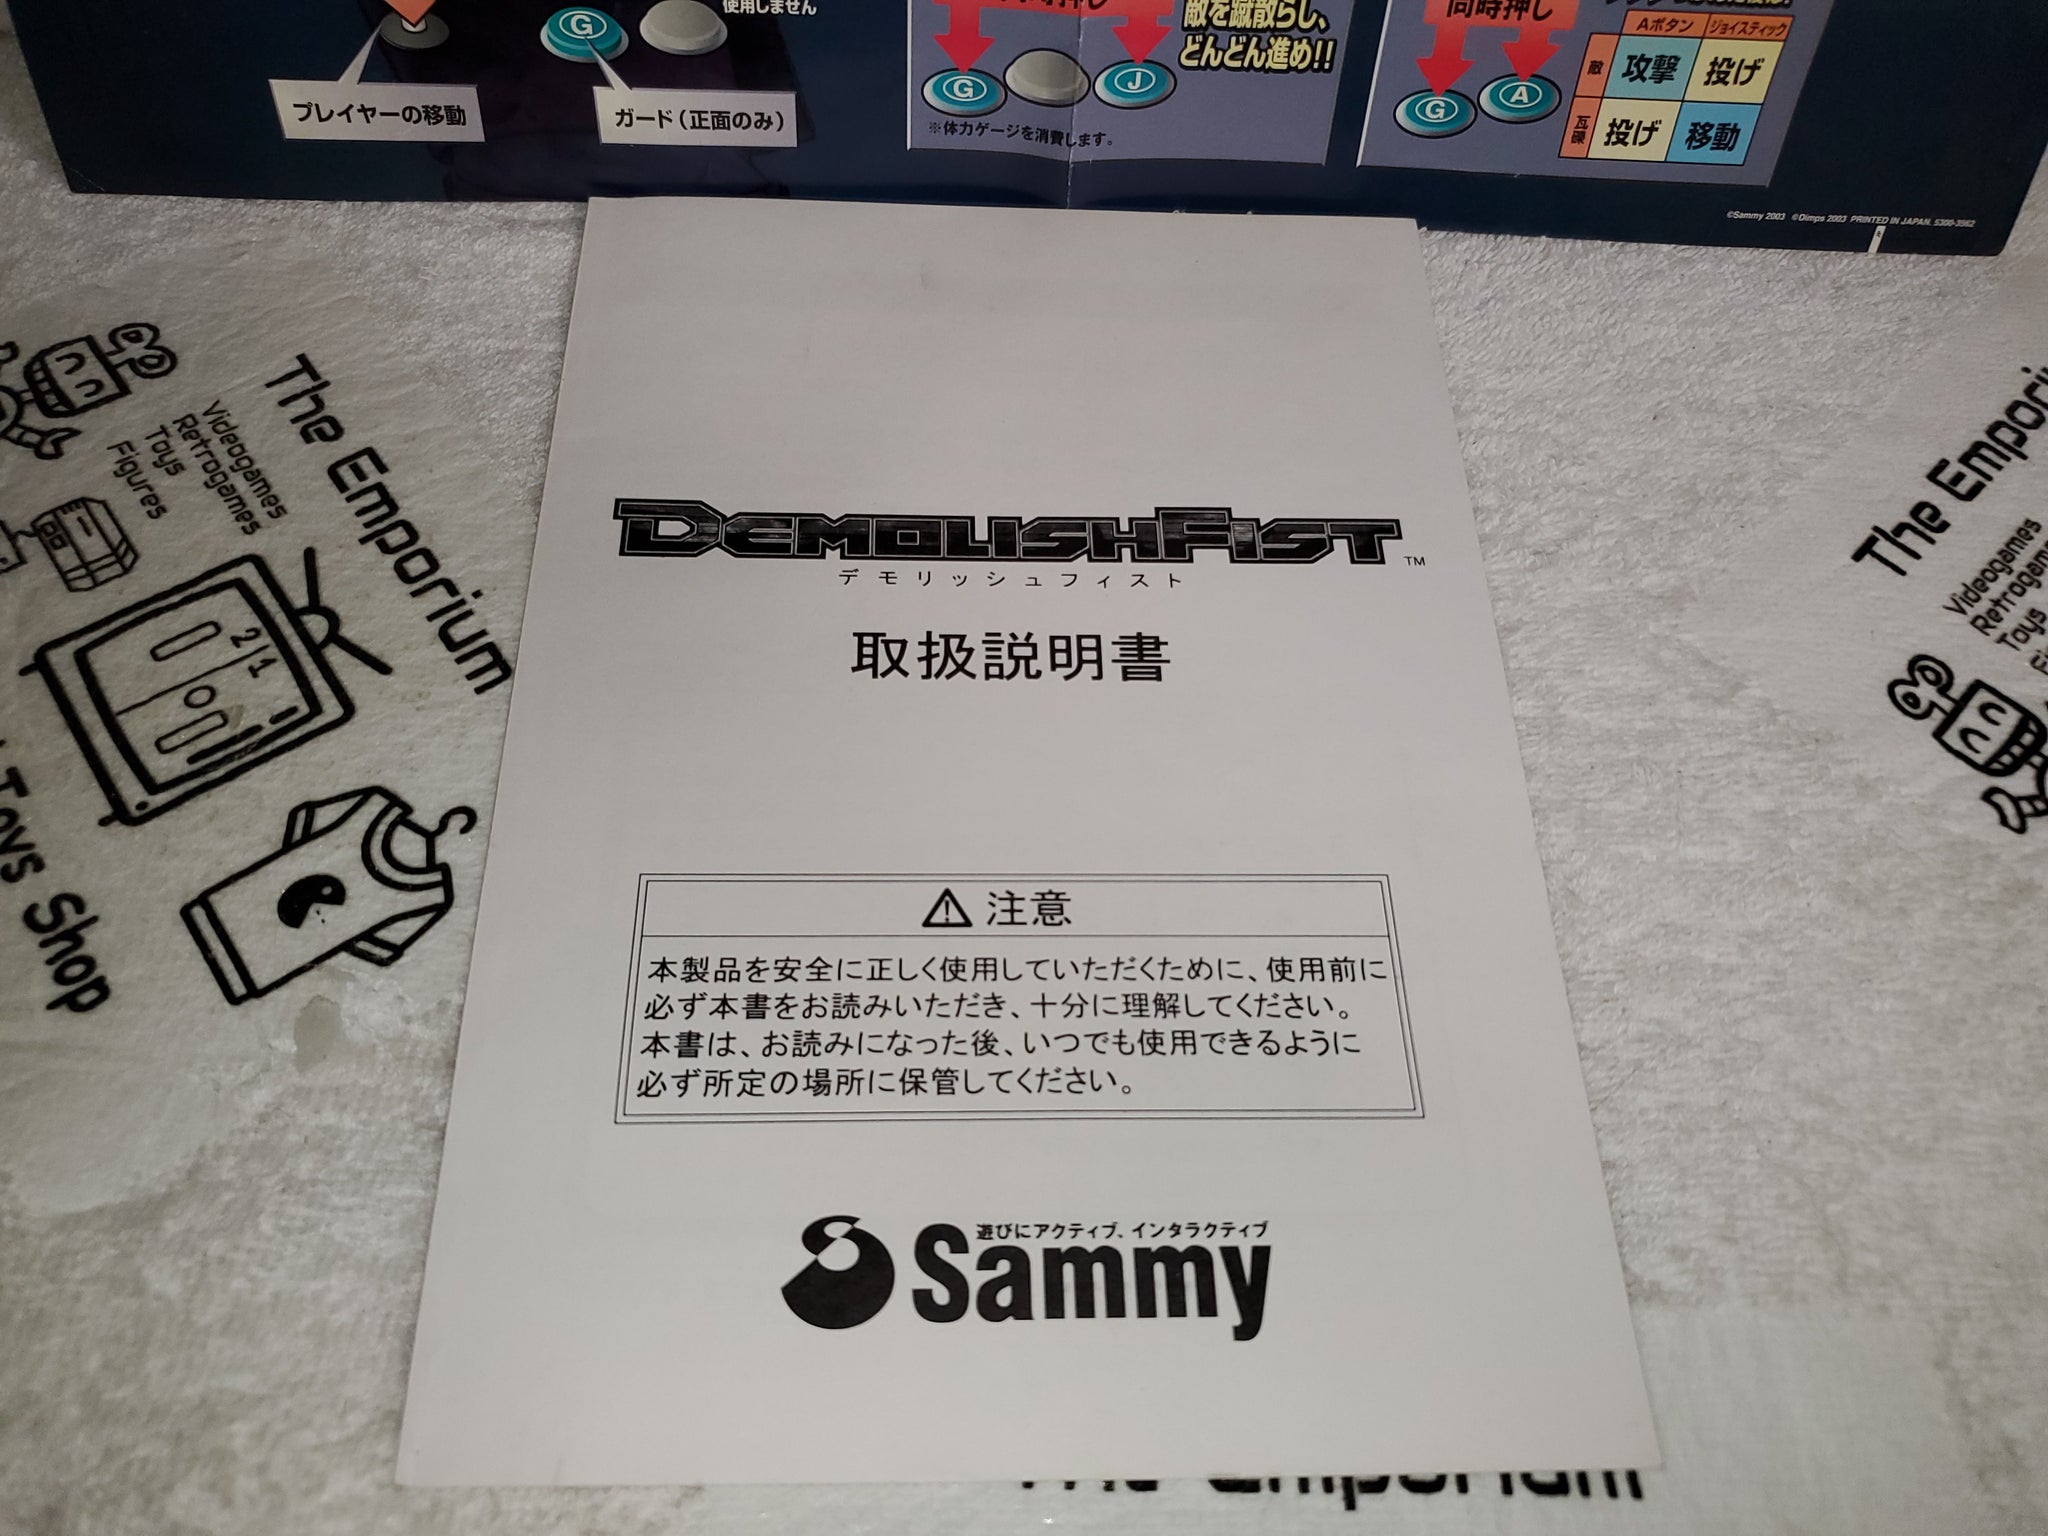 使用しません
プレイヤーの移動
G
ガード(正面のみ)
敵を蹴散らし、
どんどん進め!!
G
J
※体力ゲージを消費します。
同時押し
G
A
Aボタン ジョイスティック
敵 攻撃 投げ
瓦礫 投げ 移動
©Sammy 2003 ©Dimps 2003 PRINTED IN JAPAN. 5300-3562
DEMOLISH FIST ™
デモリッシュフィスト
取扱説明書
注意
本製品を安全に正しく使用していただくために、使用前に
必ず本書をお読みいただき、十分に理解してください。
本書は、お読みになった後、いつでも使用できるように
必ず所定の場所に保管してください。
遊びにアクティブ、インタラクティブ
Sammy
The Emporium
Videogames
Retrogames
Toys
Figures
2
1
Toys Shop
The Emporiu
Videogames
Retrogame
Toys
The Emporium